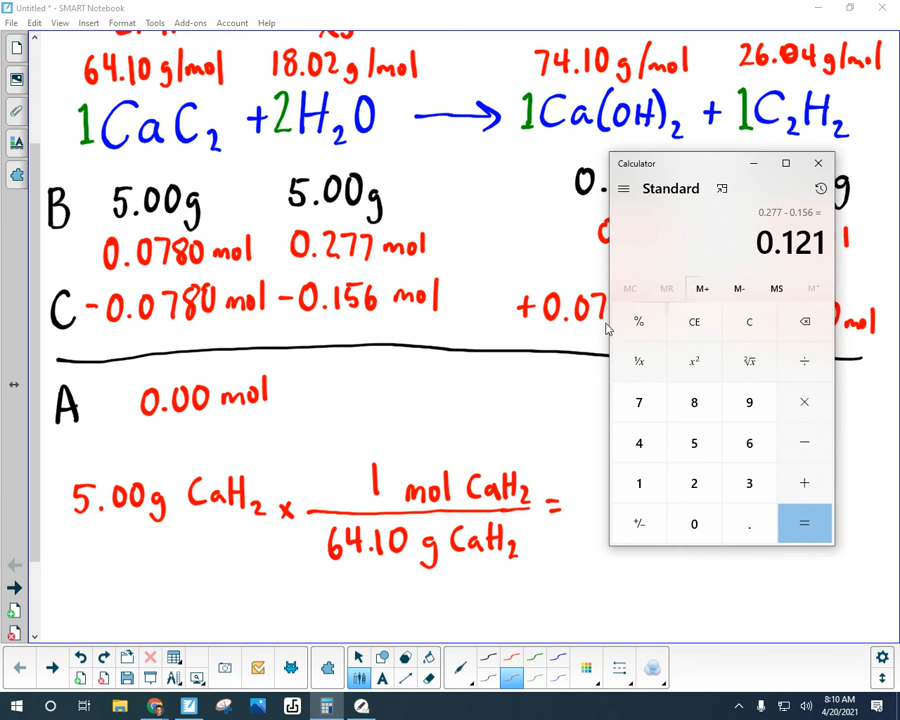 Untitled * - SMART Notebook
File Edit View Insert Format Tools Add-ons Account Help
64.10 g/mol 18.02 g/mol 74.10 g/mol 26.04 g/mol
1CaC2 + 2H2O → 1Ca(OH)2 + 1C2H2
B 5.00g 5.00g 0. g
0.0780 mol 0.277 mol
C -0.0780 mol -0.156 mol +0.07 mol
A 0.00 mol
5.00g CaH2 × 1 mol CaH2 =
64.10 g CaH2
Calculator
Standard
0.277 - 0.156 =
0.121
MC MR M+ M- MS M˅
% CE C
¹/x x² ²√x ÷
7 8 9 ×
4 5 6 −
1 2 3 +
+/− 0 . =
A
8:10 AM
4/20/2021